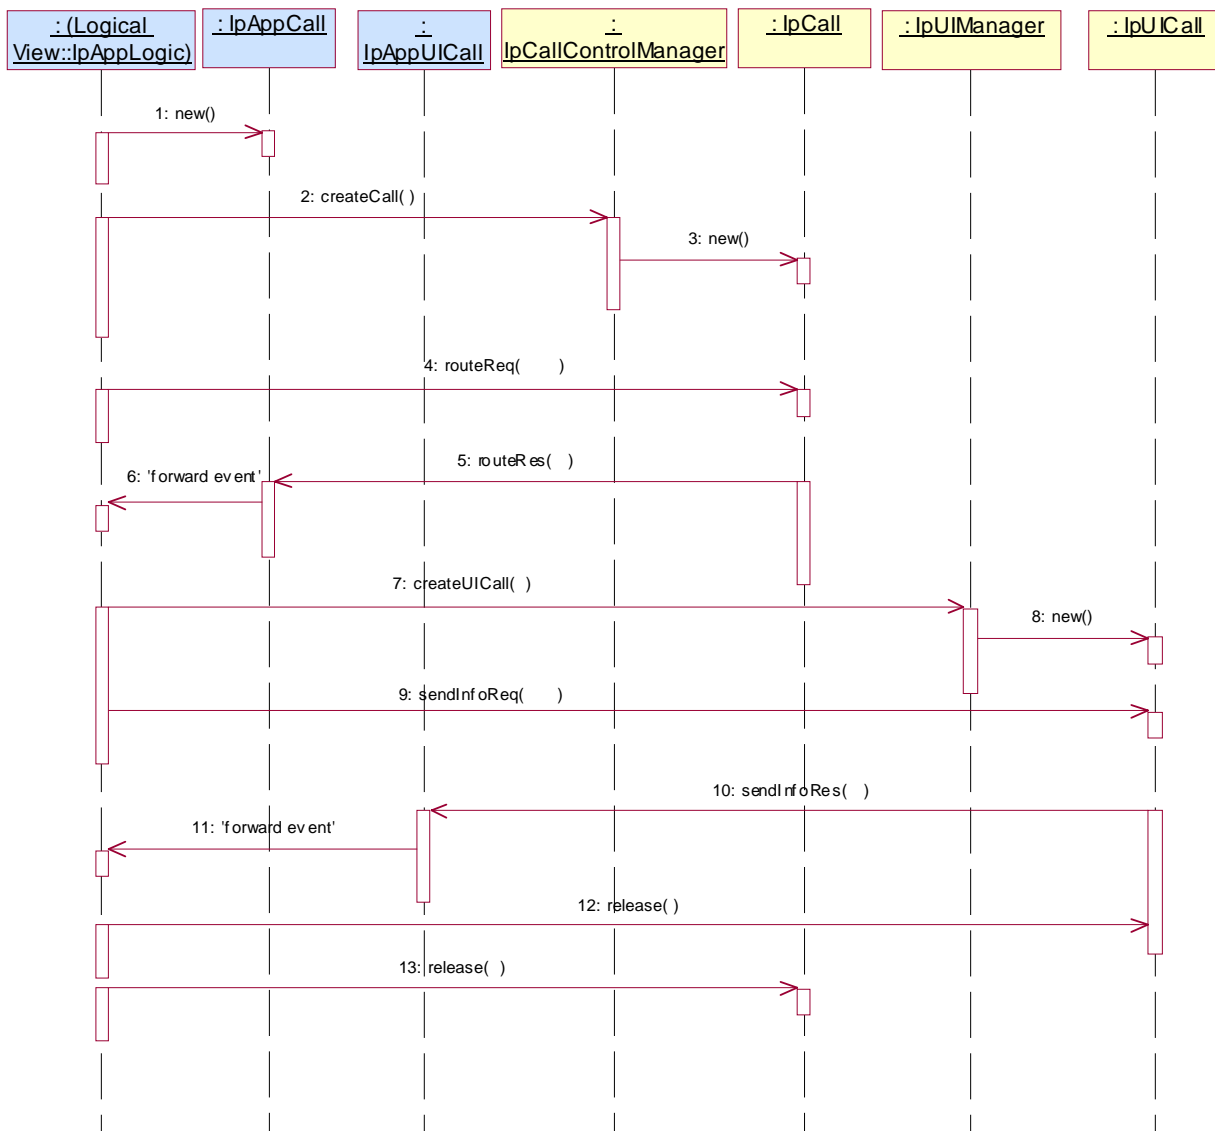 : (Logical
View::IpAppLogic)
: IpAppCall
:
IpAppUICall
:
IpCallControlManager
: IpCall
: IpUIManager
: IpUICall
1: new()
2: createCall( )
3: new()
4: routeReq( )
5: routeRes( )
6: 'forward event'
7: createUICall( )
8: new()
9: sendInfoReq( )
10: sendInfoRes( )
11: 'forward event'
12: release( )
13: release( )